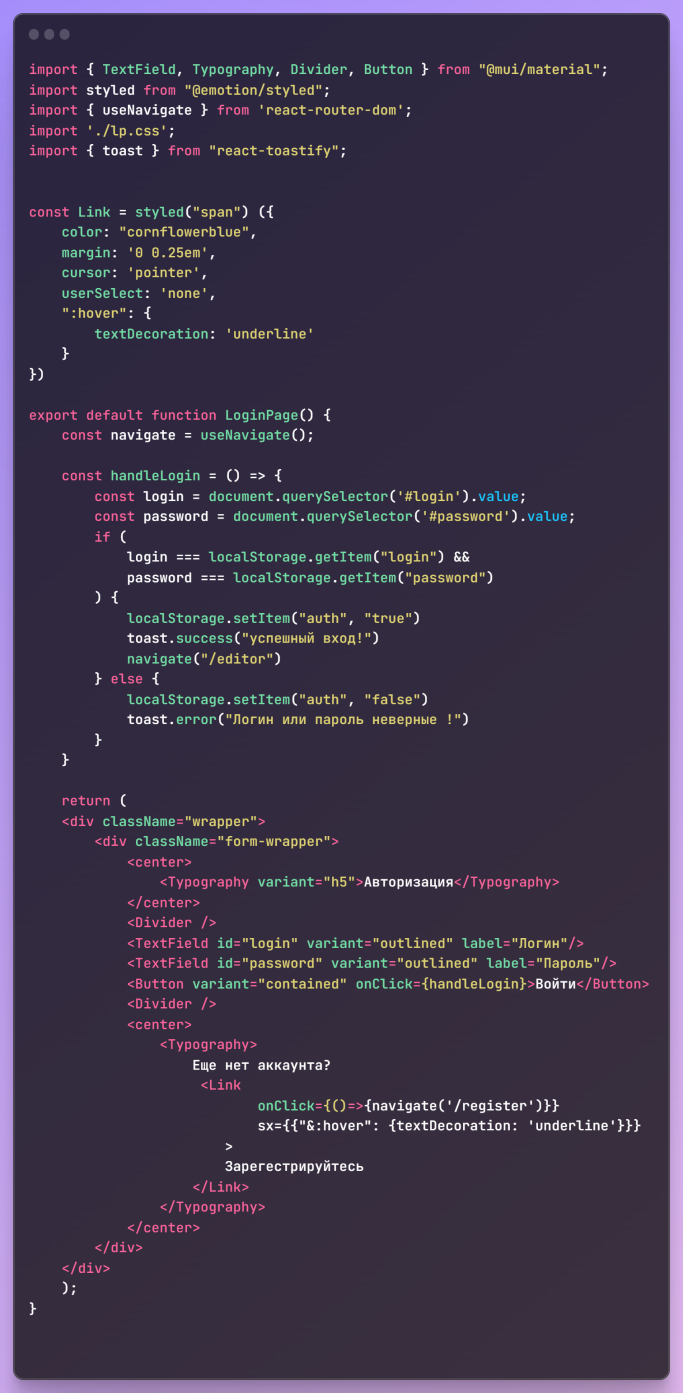 import { TextField, Typography, Divider, Button } from "@mui/material";
import styled from "@emotion/styled";
import { useNavigate } from 'react-router-dom';
import './lp.css';
import { toast } from "react-toastify";


const Link = styled("span") ({
    color: "cornflowerblue",
    margin: '0 0.25em',
    cursor: 'pointer',
    userSelect: 'none',
    ":hover": {
        textDecoration: 'underline'
    }
})

export default function LoginPage() {
    const navigate = useNavigate();

    const handleLogin = () => {
        const login = document.querySelector('#login').value;
        const password = document.querySelector('#password').value;
        if (
            login === localStorage.getItem("login") &&
            password === localStorage.getItem("password")
        ) {
            localStorage.setItem("auth", "true")
            toast.success("успешный вход!")
            navigate("/editor")
        } else {
            localStorage.setItem("auth", "false")
            toast.error("Логин или пароль неверные !")
        }
    }

    return (
    <div className="wrapper">
        <div className="form-wrapper">
            <center>
                <Typography variant="h5">Авторизация</Typography>
            </center>
            <Divider />
            <TextField id="login" variant="outlined" label="Логин"/>
            <TextField id="password" variant="outlined" label="Пароль"/>
            <Button variant="contained" onClick={handleLogin}>Войти</Button>
            <Divider />
            <center>
                <Typography>
                    Еще нет аккаунта?
                     <Link
                            onClick={()=>{navigate('/register')}}
                            sx={{"&:hover": {textDecoration: 'underline'}}}
                        >
                        Зарегестрируйтесь
                    </Link>
                </Typography>
            </center>
        </div>
    </div>
    );
}